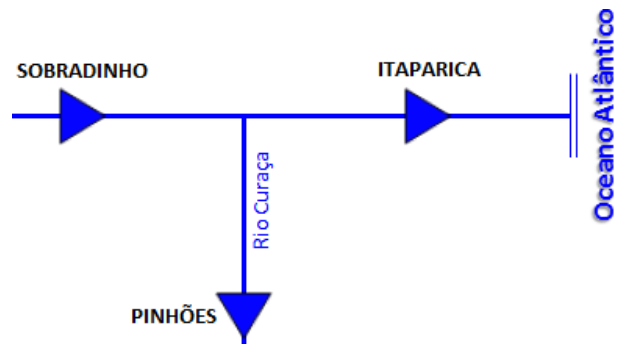 SOBRADINHO
ITAPARICA
Oceano Atlântico
Rio Curaça
PINHÕES